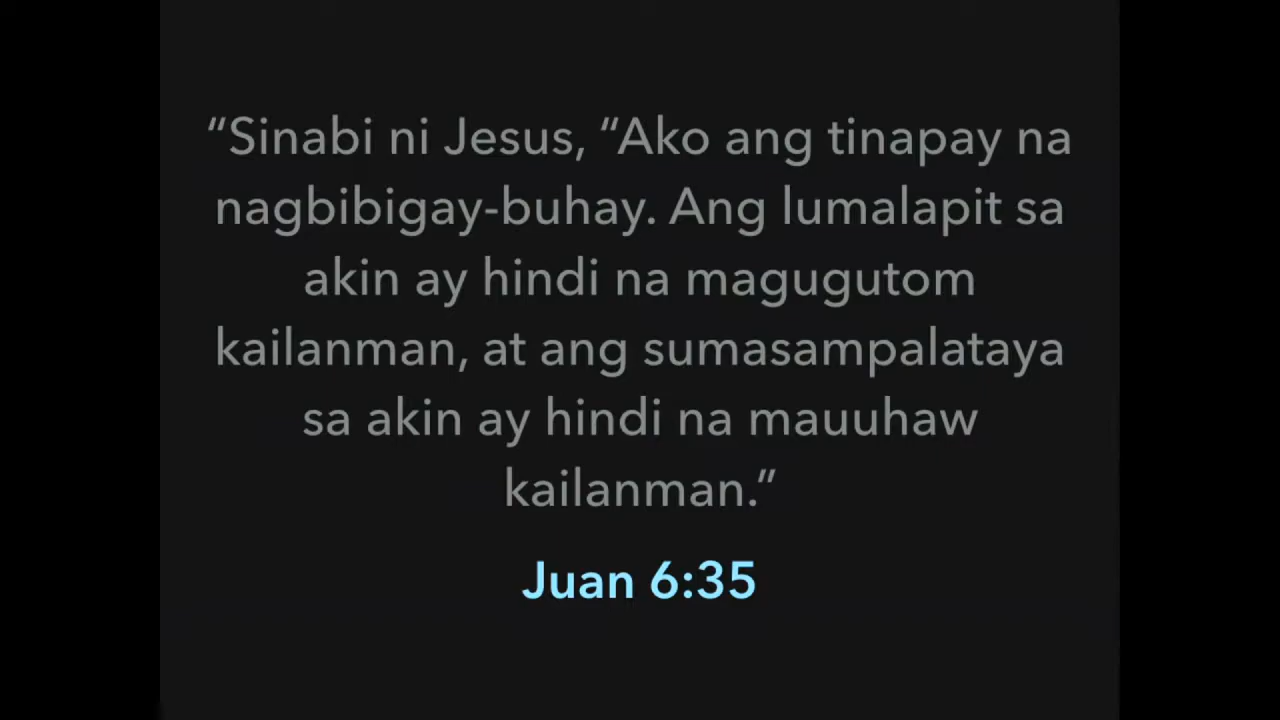 “Sinabi ni Jesus, “Ako ang tinapay na
nagbibigay-buhay. Ang lumalapit sa
akin ay hindi na magugutom
kailanman, at ang sumasampalataya
sa akin ay hindi na mauuhaw
kailanman.”
Juan 6:35